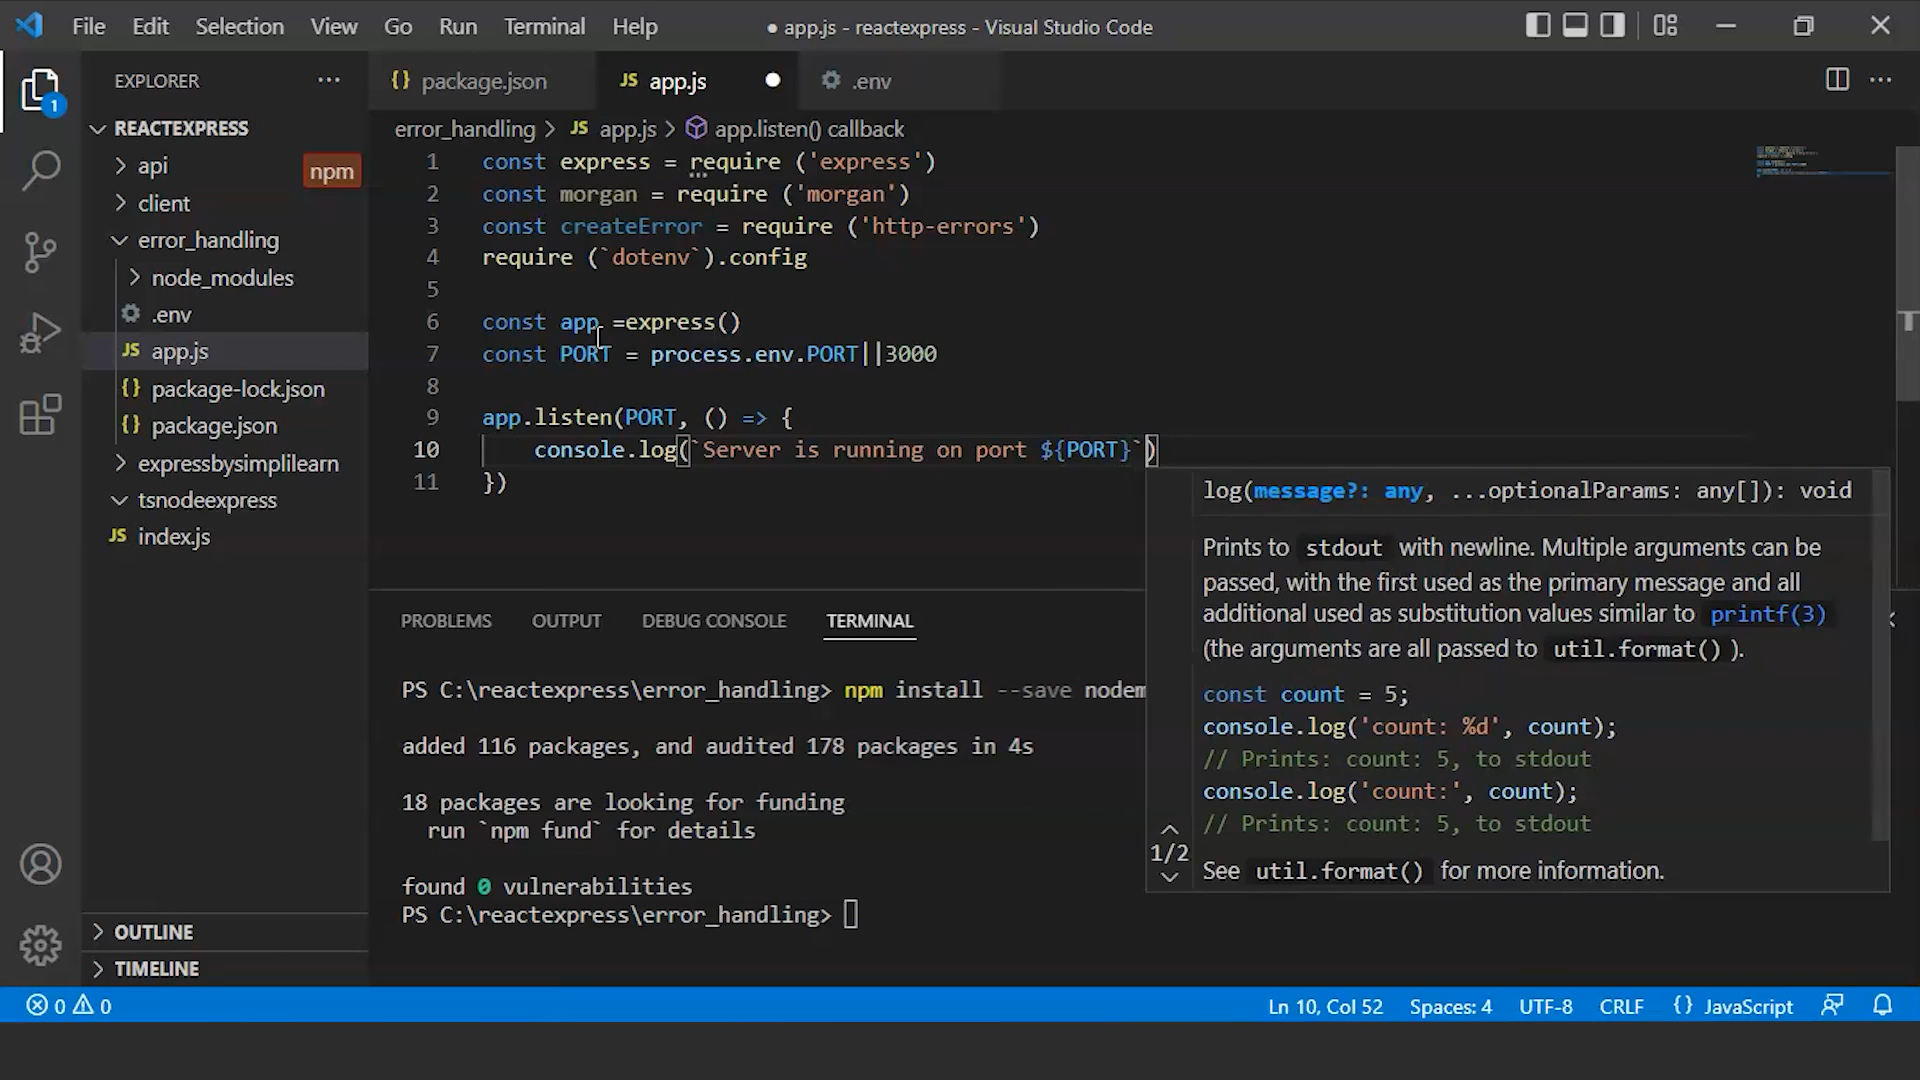 File Edit Selection View Go Run Terminal Help ● app.js - reactexpress - Visual Studio Code
EXPLORER ...
1
REACTEXPRESS
api
npm
client
error_handling
node_modules
.env
JS app.js
{} package-lock.json
{} package.json
expressbysimplilearn
tsnodeexpress
JS index.js
OUTLINE
TIMELINE
{} package.json JS app.js ● .env
error_handling > JS app.js > app.listen() callback
1 const express = require ('express')
2 const morgan = require ('morgan')
3 const createError = require ('http-errors')
4 require (`dotenv`).config
5
6 const app =express()
7 const PORT = process.env.PORT||3000
8
9 app.listen(PORT, () => {
10 console.log(`Server is running on port ${PORT}`)
11 })
log(message?: any, ...optionalParams: any[]): void
Prints to stdout with newline. Multiple arguments can be
passed, with the first used as the primary message and all
additional used as substitution values similar to printf(3)
(the arguments are all passed to util.format() ).
const count = 5;
console.log('count: %d', count);
// Prints: count: 5, to stdout
console.log('count:', count);
// Prints: count: 5, to stdout
1/2
See util.format() for more information.
PROBLEMS OUTPUT DEBUG CONSOLE TERMINAL
PS C:\reactexpress\error_handling> npm install --save nodem
added 116 packages, and audited 178 packages in 4s
18 packages are looking for funding
run `npm fund` for details
found 0 vulnerabilities
PS C:\reactexpress\error_handling>
0 0 Ln 10, Col 52 Spaces: 4 UTF-8 CRLF {} JavaScript